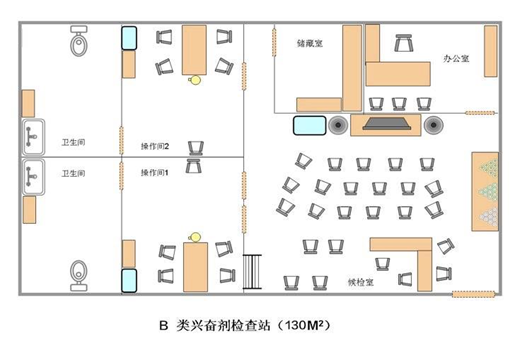 储藏室
办公室
卫生间
操作间2
卫生间
操作间1
候检室
B 类兴奋剂检查站（130M²）